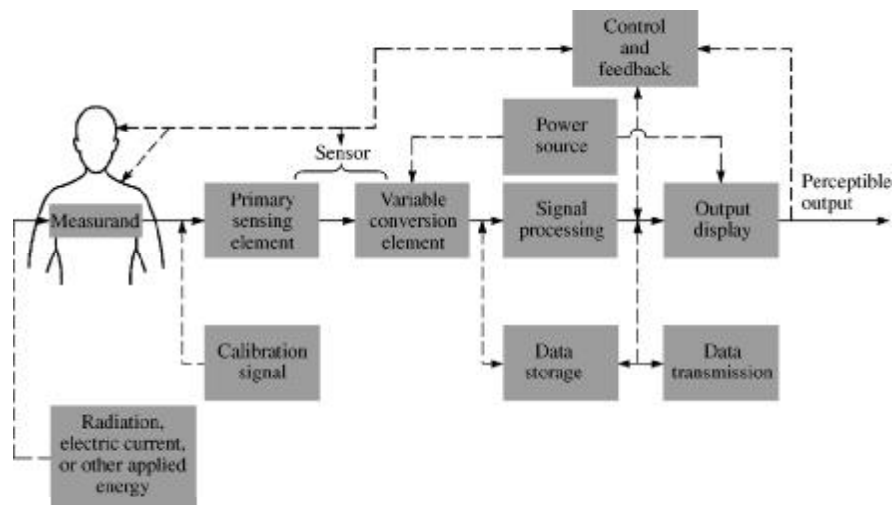 Control
and
feedback
Power
source
Sensor
Perceptible
output
Measurand
Primary
sensing
element
Variable
conversion
element
Signal
processing
Output
display
Calibration
signal
Data
storage
Data
transmission
Radiation,
electric current,
or other applied
energy